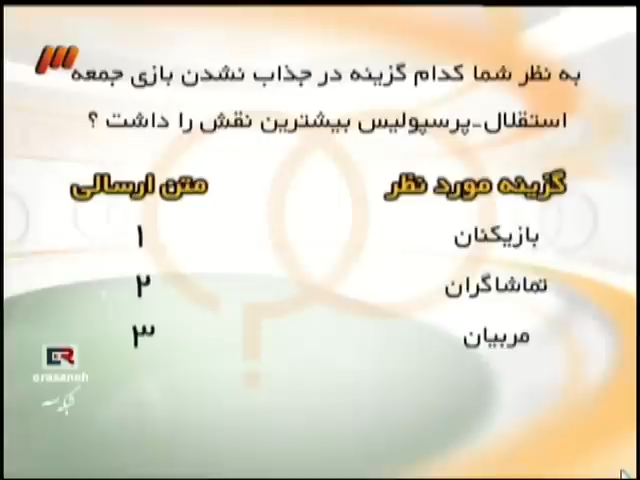 به نظر شما کدام گزینه در جذاب نشدن بازی جمعه
استقلال-پرسپولیس بیشترین نقش را داشت ؟
گزینه مورد نظر متن ارسالی
بازیکنان ۱
تماشاگران ۲
مربیان ۳
erasaneh